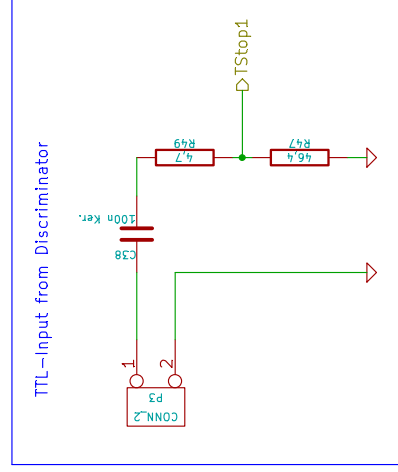 TStop1
R49
4,7
R47
46,4
TTL-Input from Discriminator
100n Ker.
C38
1
2
P3
CONN_2